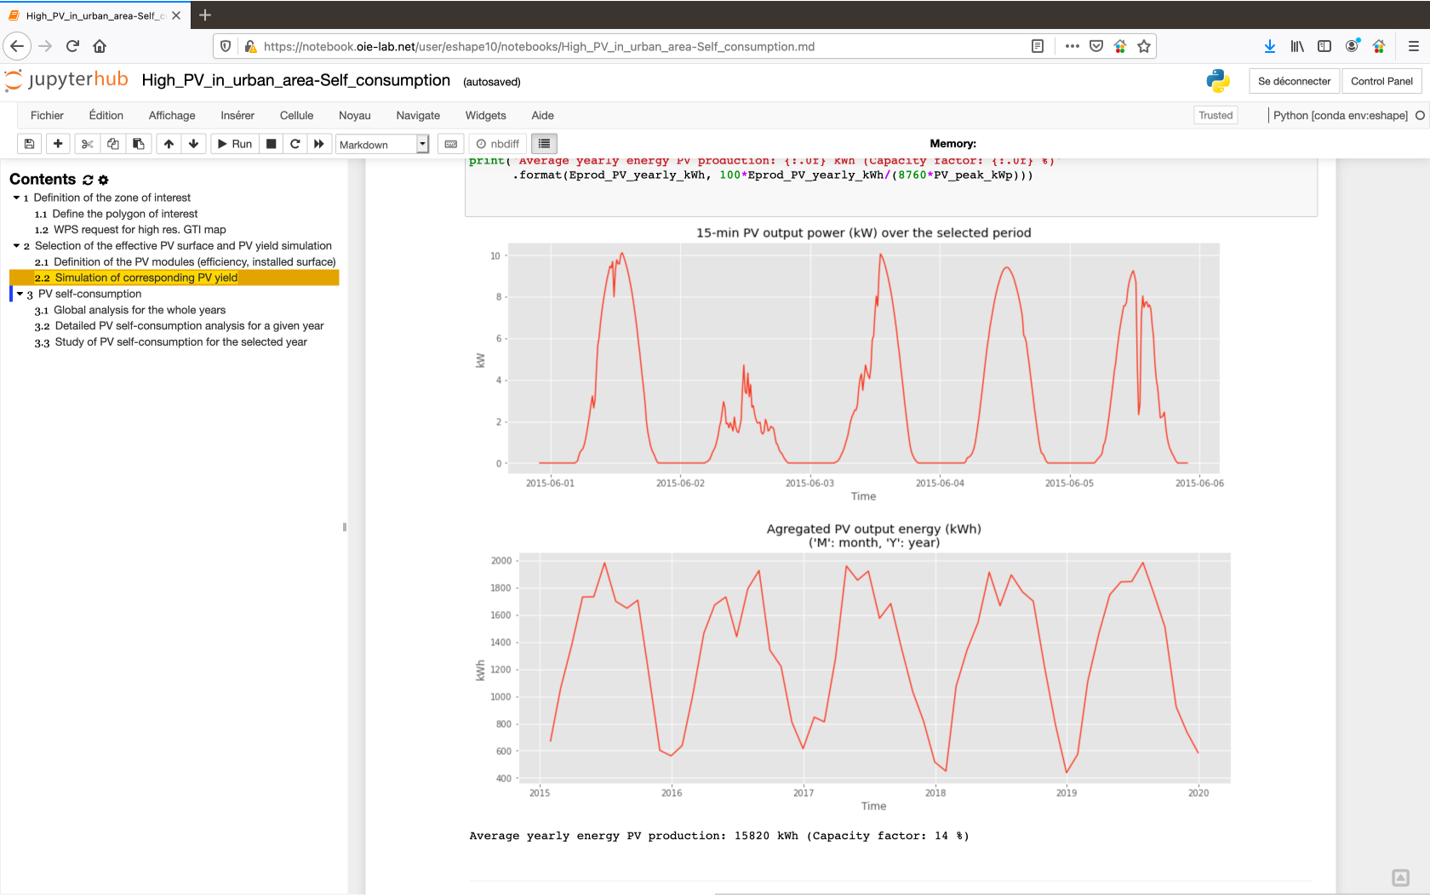 High_PV_in_urban_area-Self_c
https://notebook.oie-lab.net/user/eshape10/notebooks/High_PV_in_urban_area-Self_consumption.md
jupyterhub High_PV_in_urban_area-Self_consumption (autosaved)
Se déconnecter Control Panel
Fichier Édition Affichage Insérer Cellule Noyau Navigate Widgets Aide
Trusted Python [conda env:eshape]
Run Markdown nbdiff Memory:
Contents
1 Definition of the zone of interest
1.1 Define the polygon of interest
1.2 WPS request for high res. GTI map
2 Selection of the effective PV surface and PV yield simulation
2.1 Definition of the PV modules (efficiency, installed surface)
2.2 Simulation of corresponding PV yield
3 PV self-consumption
3.1 Global analysis for the whole years
3.2 Detailed PV self-consumption analysis for a given year
3.3 Study of PV self-consumption for the selected year
print('Average yearly energy PV production: {:.0f} kWh (Capacity factor: {:.0f} %)'
.format(Eprod_PV_yearly_kWh, 100*Eprod_PV_yearly_kWh/(8760*PV_peak_kWp)))
15-min PV output power (kW) over the selected period
10
8
6
kW
4
2
0
2015-06-01 2015-06-02 2015-06-03 2015-06-04 2015-06-05 2015-06-06
Time
Agregated PV output energy (kWh)
('M': month, 'Y': year)
2000
1800
1600
1400
1200
kWh
1000
800
600
400
2015 2016 2017 2018 2019 2020
Time
Average yearly energy PV production: 15820 kWh (Capacity factor: 14 %)